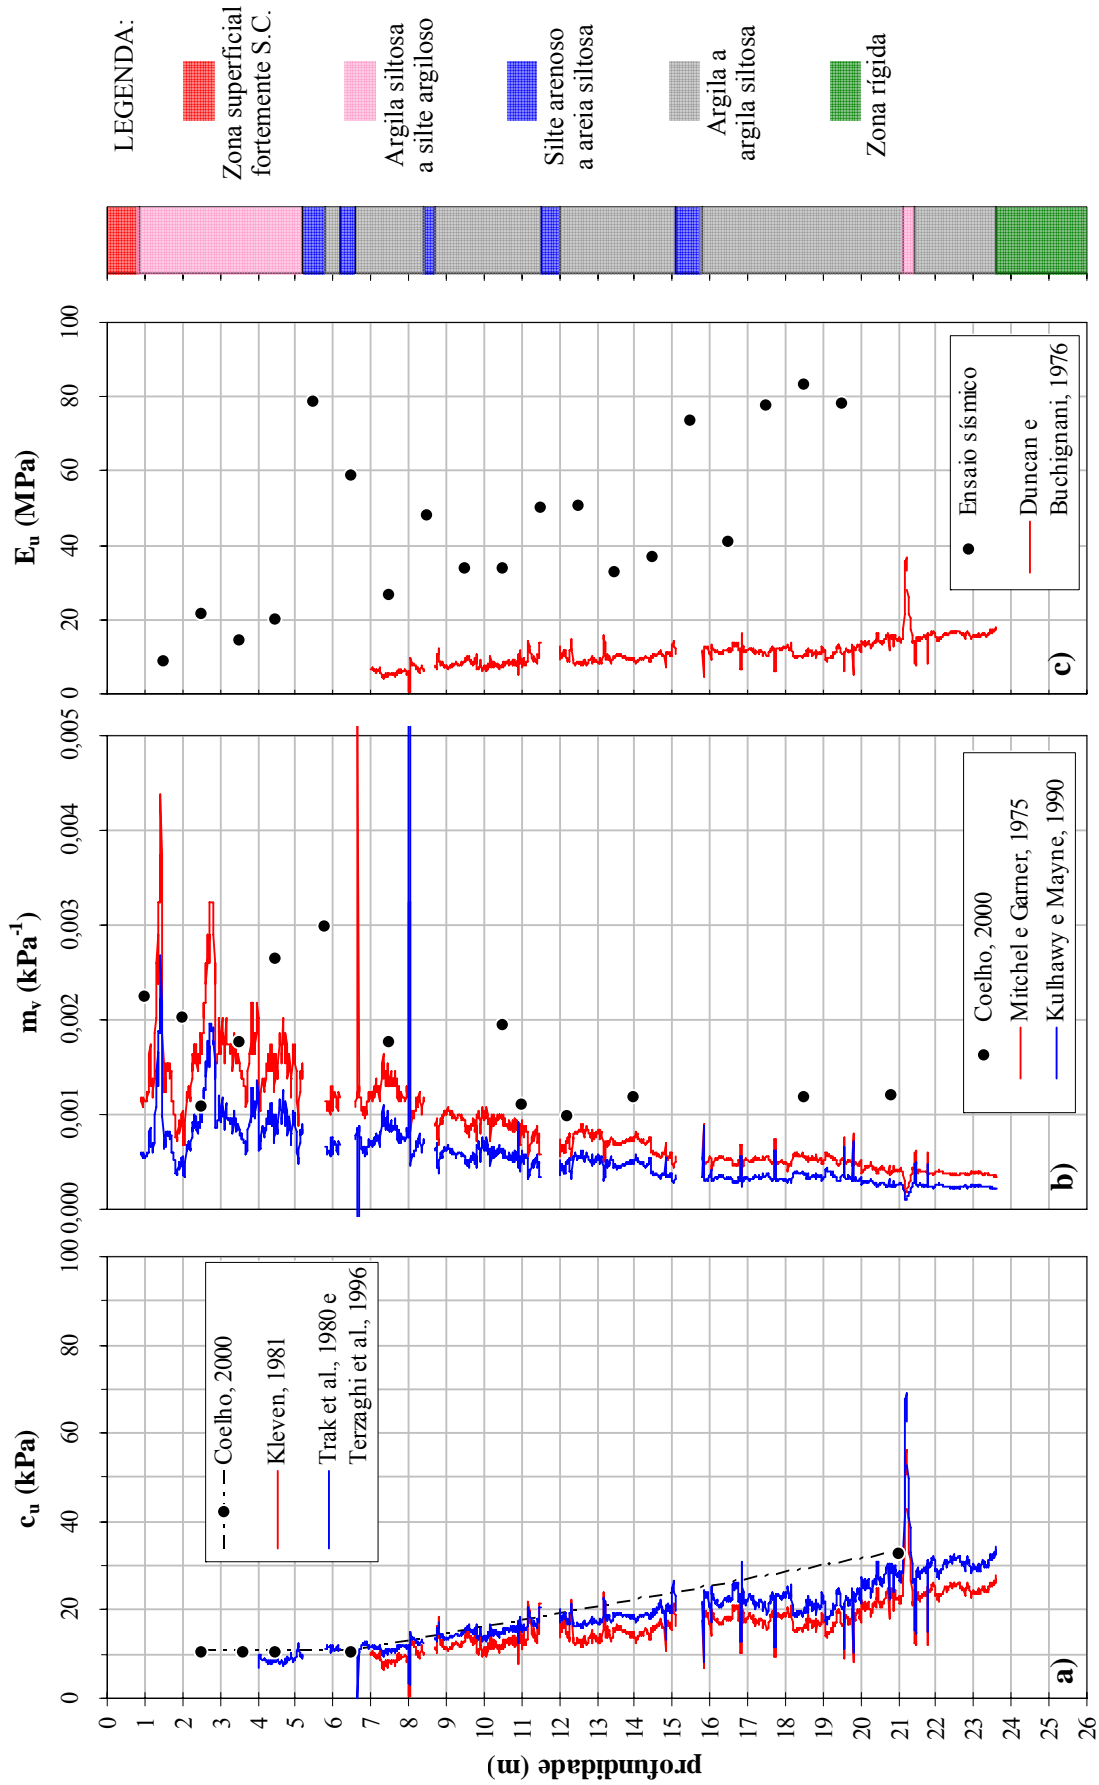 LEGENDA:
Zona superficial
fortemente S.C.
Argila siltosa
a silte argiloso
Silte arenoso
a areia siltosa
Argila a
argila siltosa
Zona rígida
E_u (MPa)
0 20 40 60 80 100
Ensaio sísmico
Duncan e
Buchignani, 1976
c)
m_v (kPa⁻¹)
0,000 0,001 0,002 0,003 0,004 0,005
Coelho, 2000
Mitchel e Garner, 1975
Kulhawy e Mayne, 1990
b)
c_u (kPa)
0 20 40 60 80 100
Coelho, 2000
Kleven, 1981
Trak et al., 1980 e
Terzaghi et al., 1996
a)
0 1 2 3 4 5 6 7 8 9 10 11 12 13 14 15 16 17 18 19 20 21 22 23 24 25 26
profundidade (m)